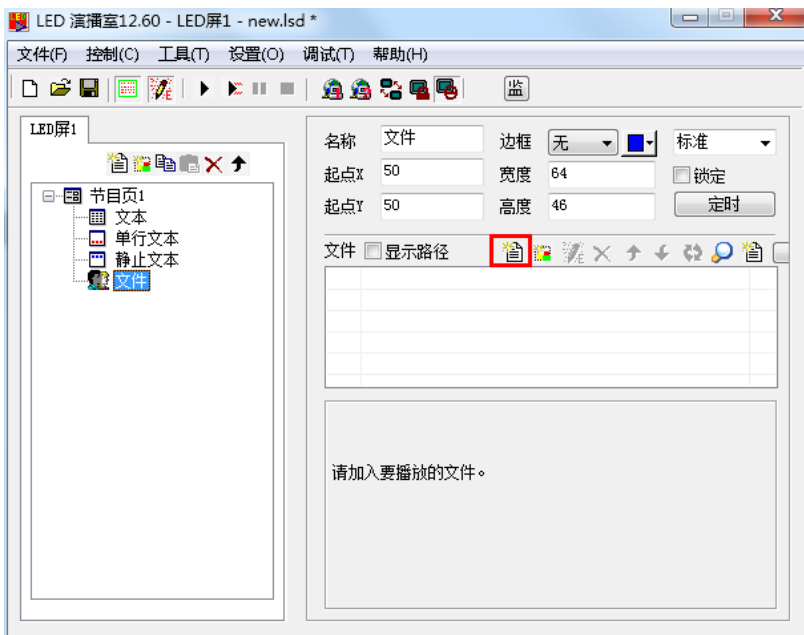 LED 演播室12.60 - LED屏1 - new.lsd *
文件(F) 控制(C) 工具(T) 设置(O) 调试(T) 帮助(H)
监
LED屏1
节目页1
文本
单行文本
静止文本
文件
名称 文件 边框 无 标准
起点X 50 宽度 64 锁定
起点Y 50 高度 46 定时
文件 显示路径
请加入要播放的文件。